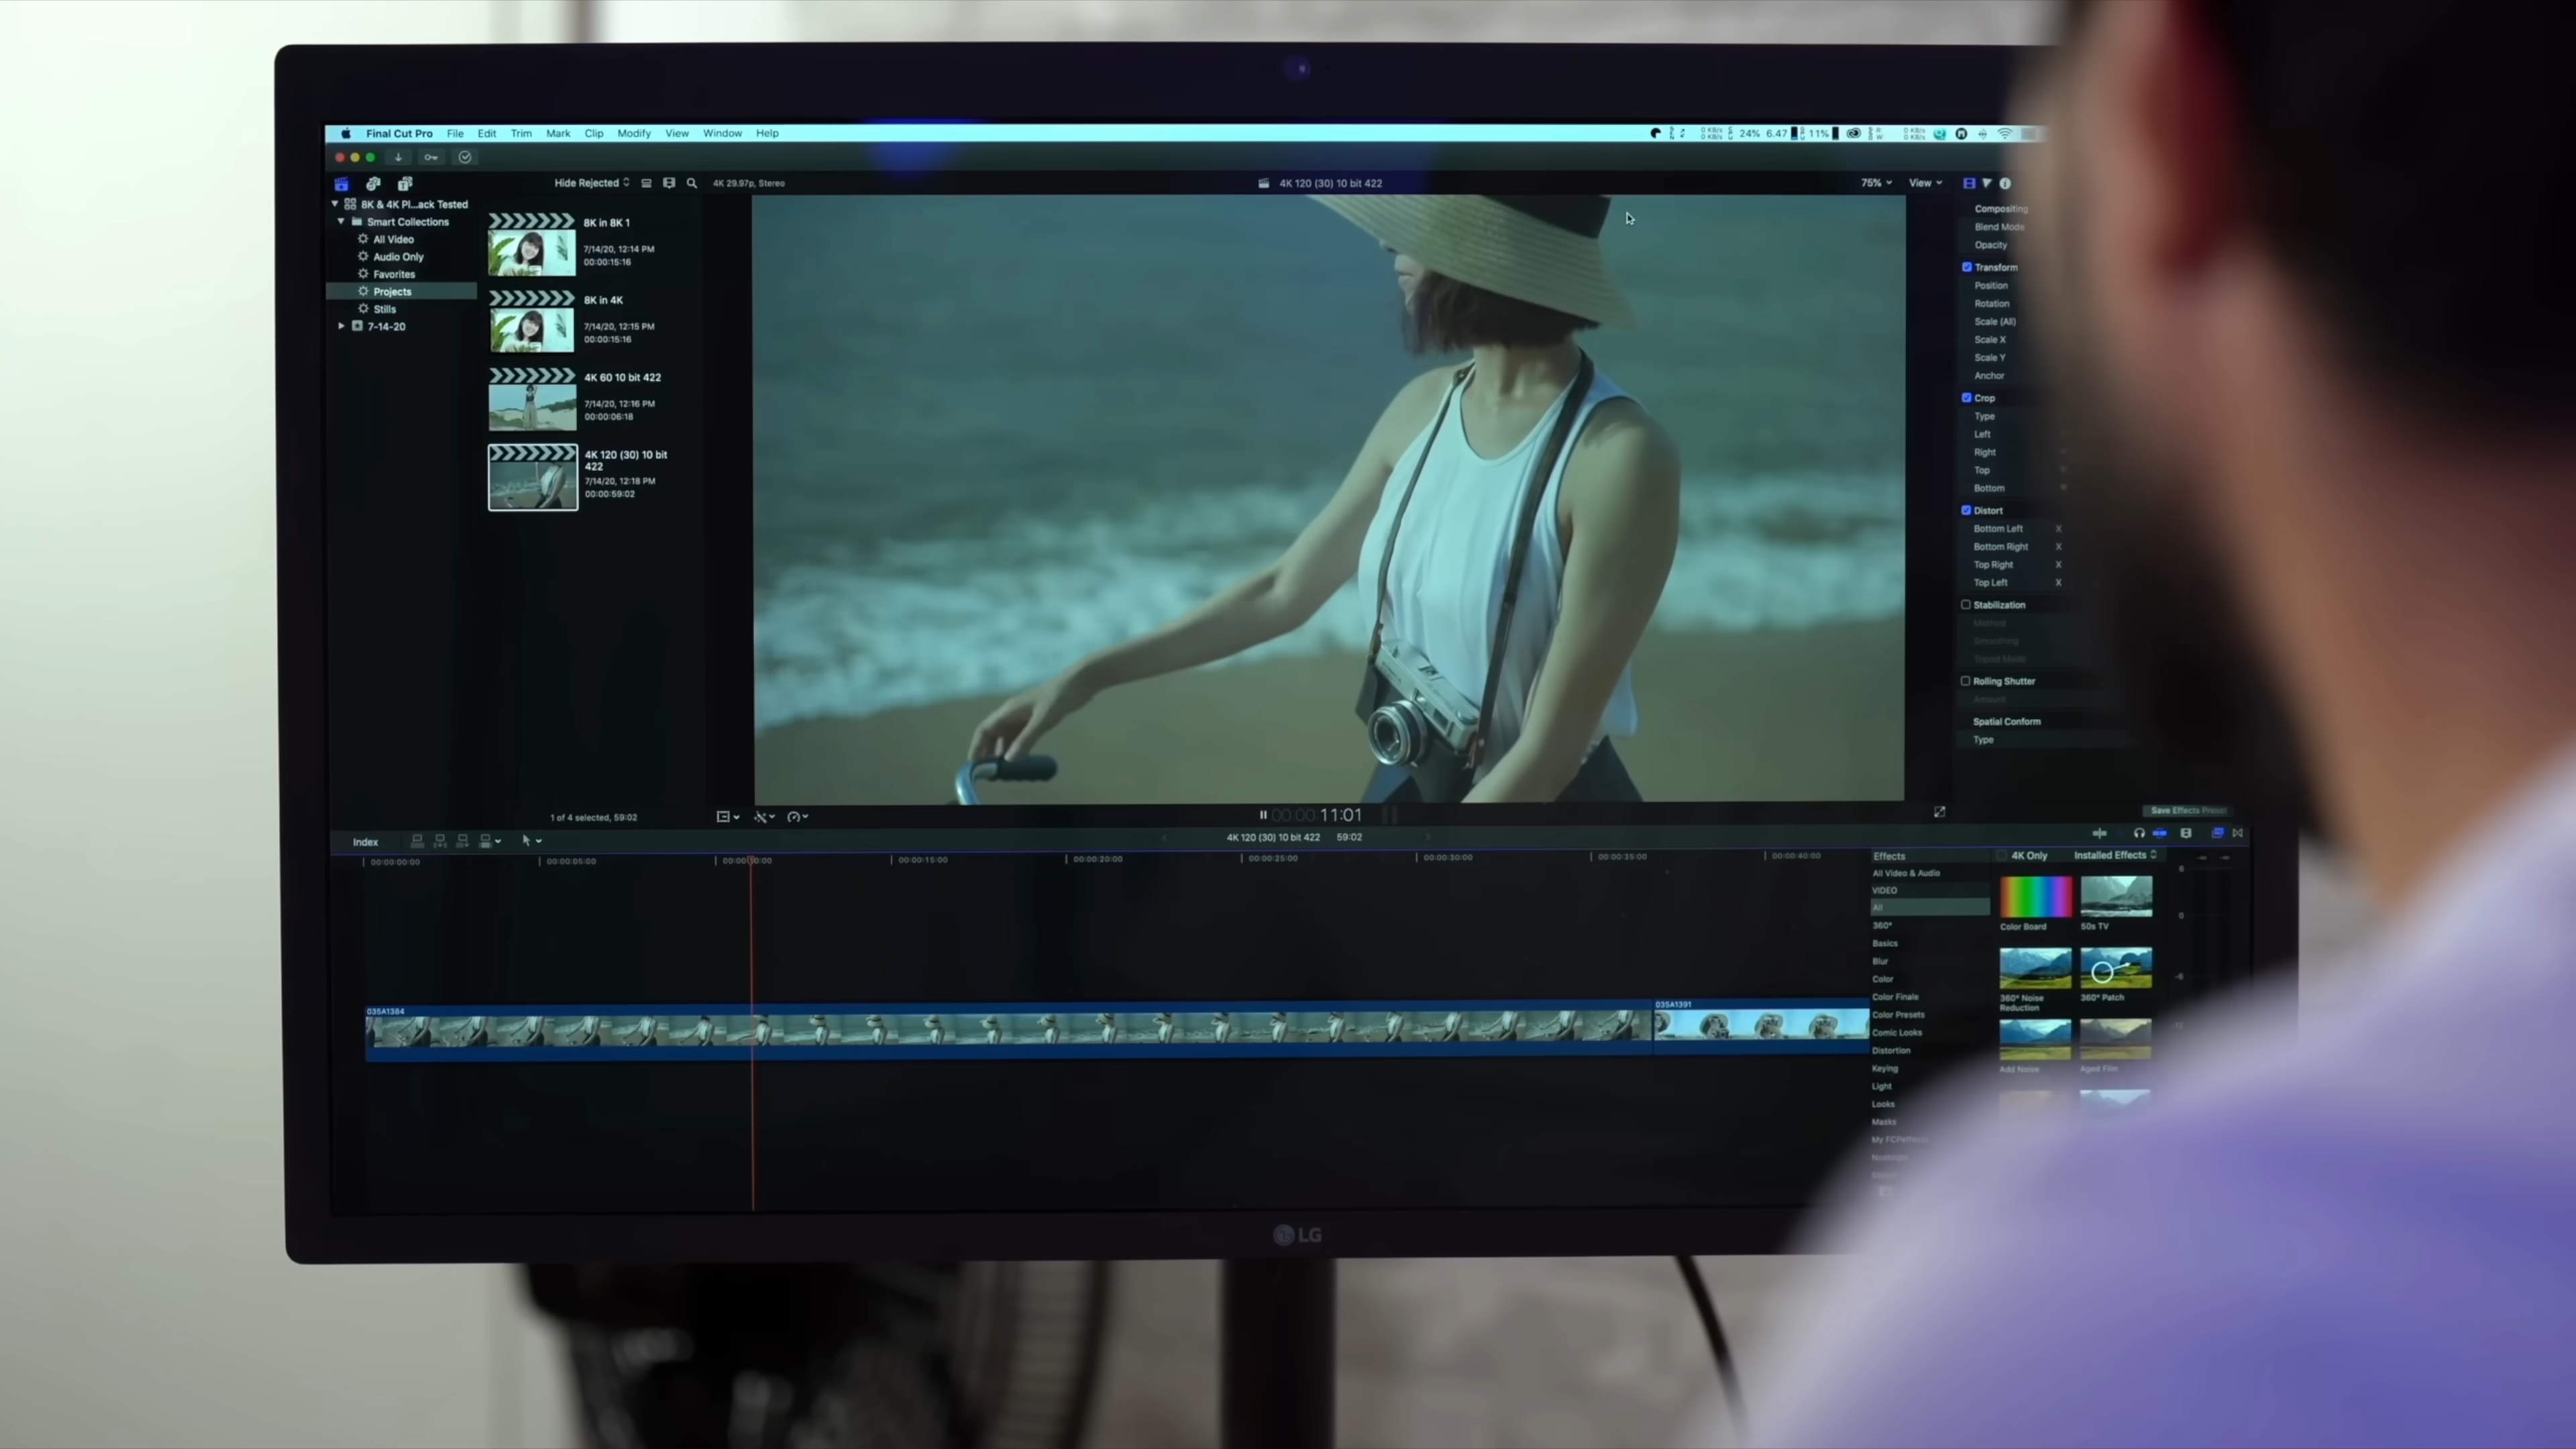 Final Cut Pro File Edit Trim Mark Clip Modify View Window Help
24% 6.47 11%
Hide Rejected
4K 29.97p, Stereo
4K 120 (30) 10 bit 422
75%
View
8K & 4K Pl...ack Tested
Smart Collections
All Video
Audio Only
Favorites
Projects
Stills
7-14-20
8K in 8K 1
7/14/20, 12:14 PM
00:00:15:16
8K in 4K
7/14/20, 12:15 PM
00:00:15:16
4K 60 10 bit 422
7/14/20, 12:16 PM
00:00:06:18
4K 120 (30) 10 bit
422
7/14/20, 12:18 PM
00:00:59:02
Compositing
Blend Mode
Opacity
Transform
Position
Rotation
Scale (All)
Scale X
Scale Y
Anchor
Crop
Type
Left
Right
Top
Bottom
Distort
Bottom Left X
Bottom Right X
Top Right X
Top Left X
Stabilization
Method
Smoothing
Tripod Mode
Rolling Shutter
Amount
Spatial Conform
Type
Save Effects Preset
1 of 4 selected, 59:02
00:00:11:01
Index
4K 120 (30) 10 bit 422 59:02
00:00:00:00 00:00:05:00 00:00:15:00 00:00:20:00 00:00:25:00 00:00:30:00 00:00:35:00 00:00:40:00
035A1384
035A1391
Effects
4K Only
Installed Effects
All Video & Audio
VIDEO
All
360°
Basics
Blur
Color
Color Finale
Color Presets
Comic Looks
Distortion
Keying
Light
Looks
Masks
Color Board
50s TV
360° Noise
Reduction
360° Patch
Add Noise
Aged Film
6
0
-6
LG